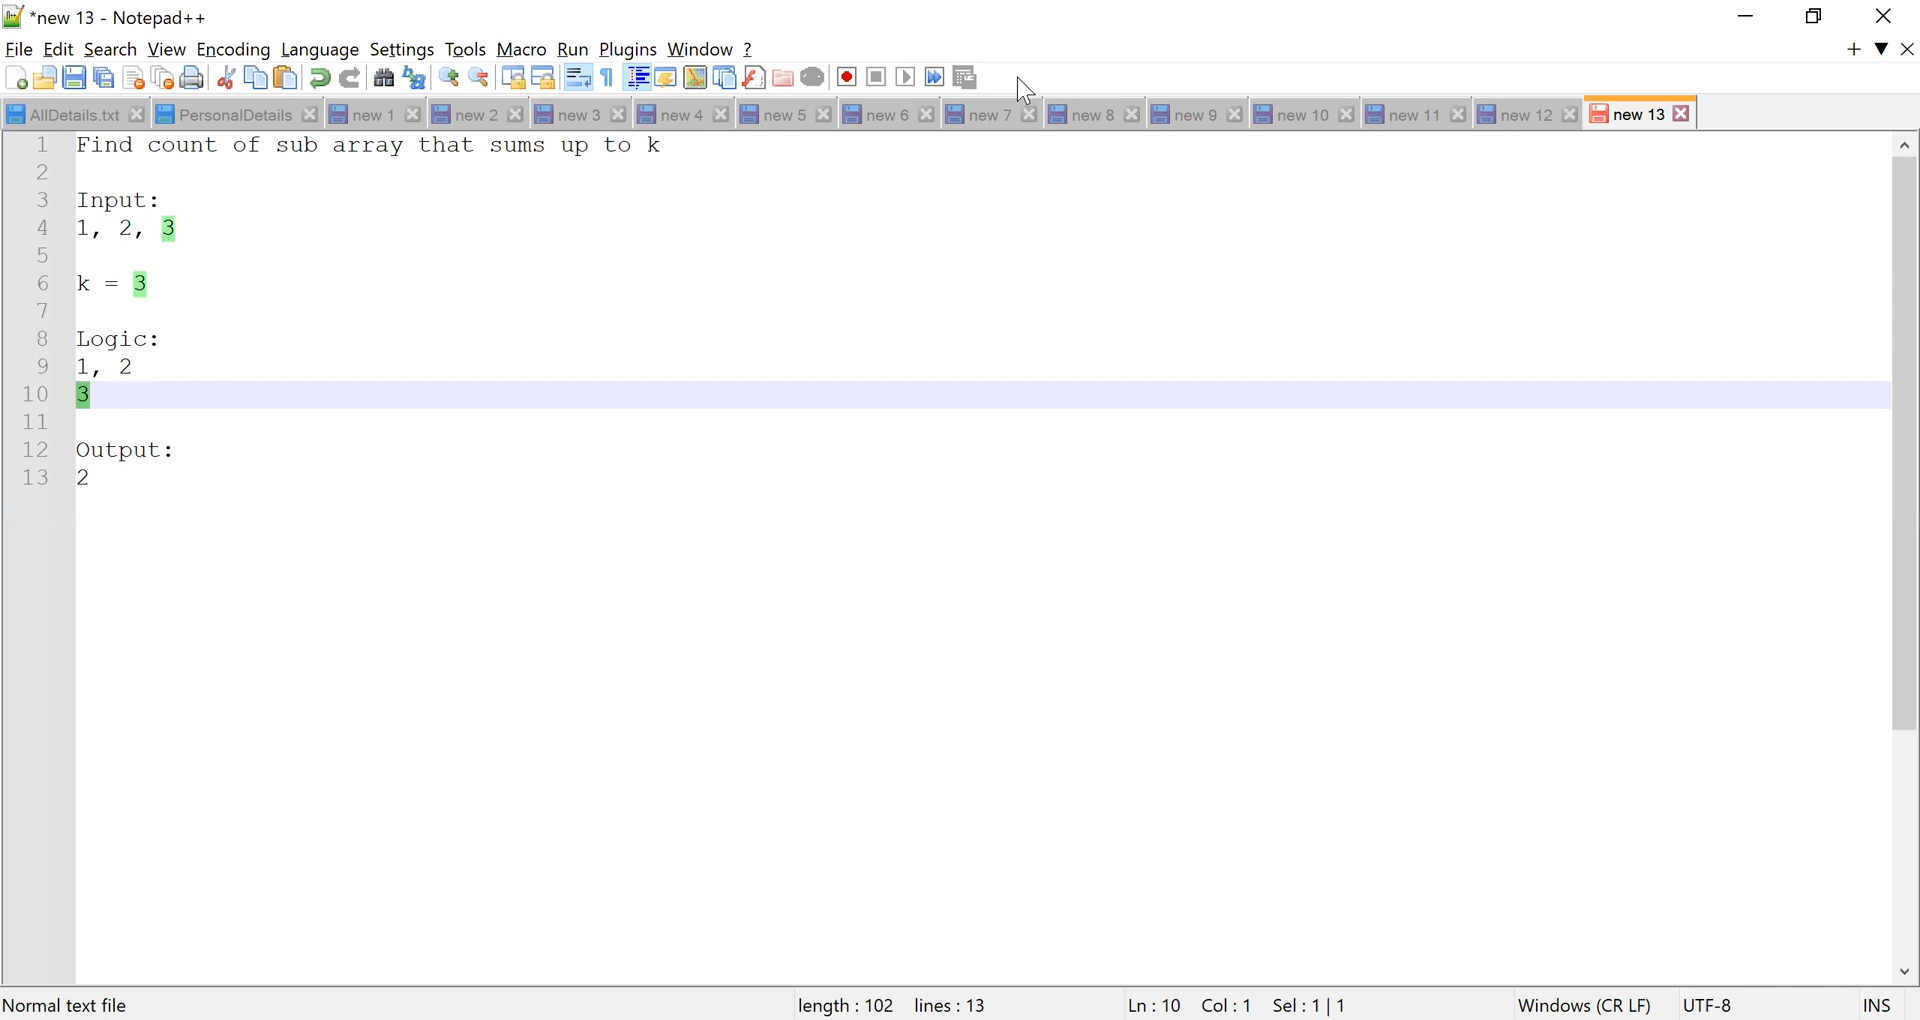 *new 13 - Notepad++
File Edit Search View Encoding Language Settings Tools Macro Run Plugins Window ?
AllDetails.txt PersonalDetails new 1 new 2 new 3 new 4 new 5 new 6 new 7 new 8 new 9 new 10 new 11 new 12 new 13
1 Find count of sub array that sums up to k
2
3 Input:
4 1, 2, 3
5
6 k = 3
7
8 Logic:
9 1, 2
10 3
11
12 Output:
13 2
Normal text file length : 102 lines : 13 Ln : 10 Col : 1 Sel : 1 | 1 Windows (CR LF) UTF-8 INS